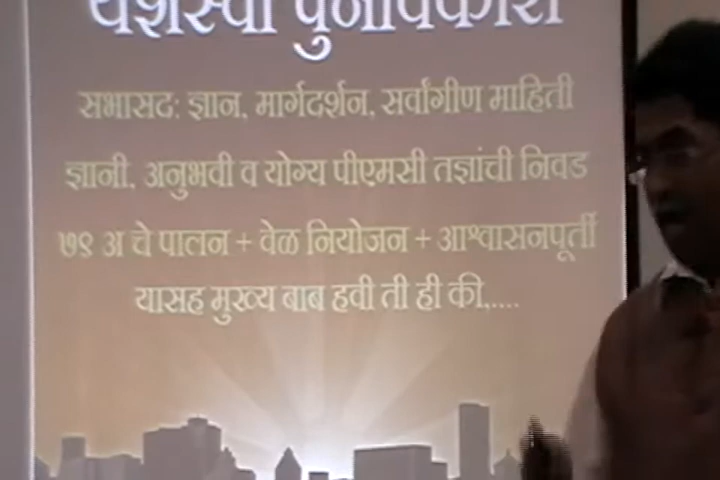 यशस्वी पुनर्विकास
सभासद: ज्ञान, मार्गदर्शन, सर्वांगीण माहिती
ज्ञानी, अनुभवी व योग्य पीएमसी तज्ञांची निवड
७९ अ चे पालन + वेळ नियोजन + आश्वासनपूर्ती
यासह मुख्य बाब हवी ती ही की,....